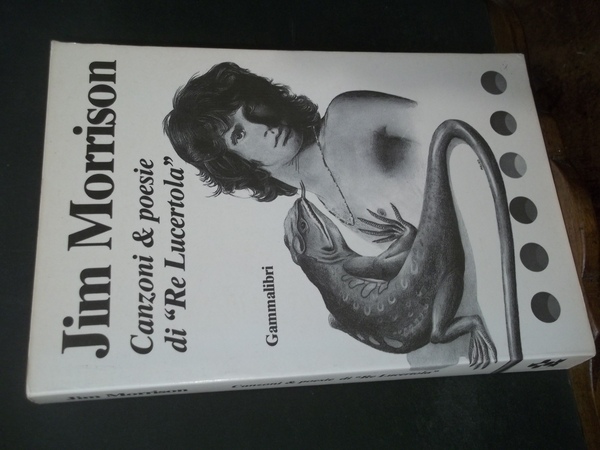 Jim Morrison
Canzoni & poesie
di "Re Lucertola"
Gammalibri
Jim Morrison
Canzoni & poesie di "Re Lucertola"